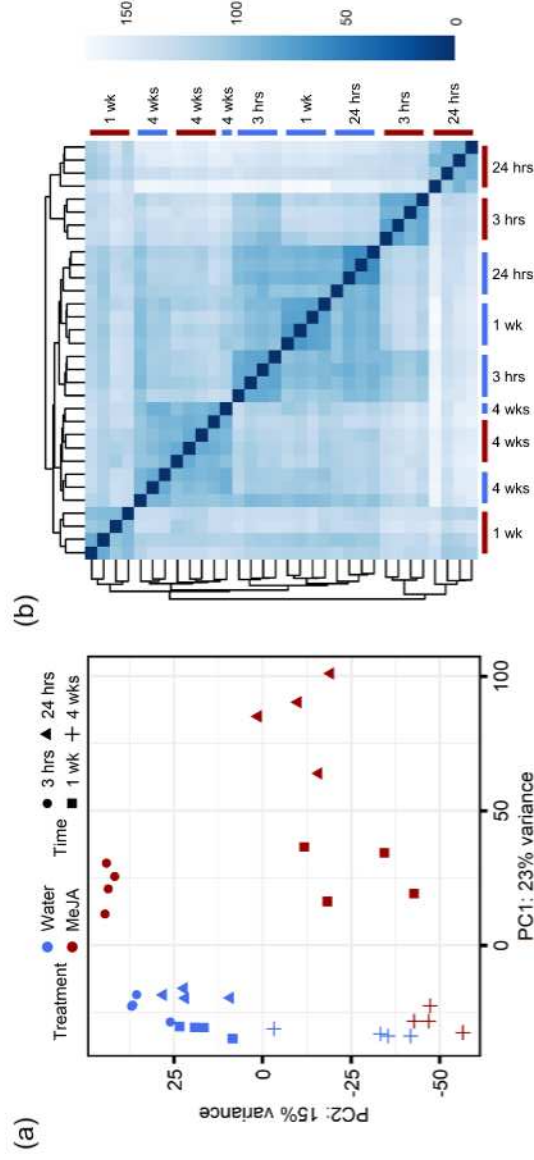 (a)
Treatment
Water
MeJA
Time
3 hrs
24 hrs
1 wk
4 wks
PC2: 15% variance
25
0
-25
-50
0
50
100
PC1: 23% variance
(b)
1 wk
4 wks
4 wks
4 wks
3 hrs
1 wk
24 hrs
3 hrs
24 hrs
1 wk
4 wks
4 wks
4 wks
3 hrs
1 wk
24 hrs
3 hrs
24 hrs
150
100
50
0